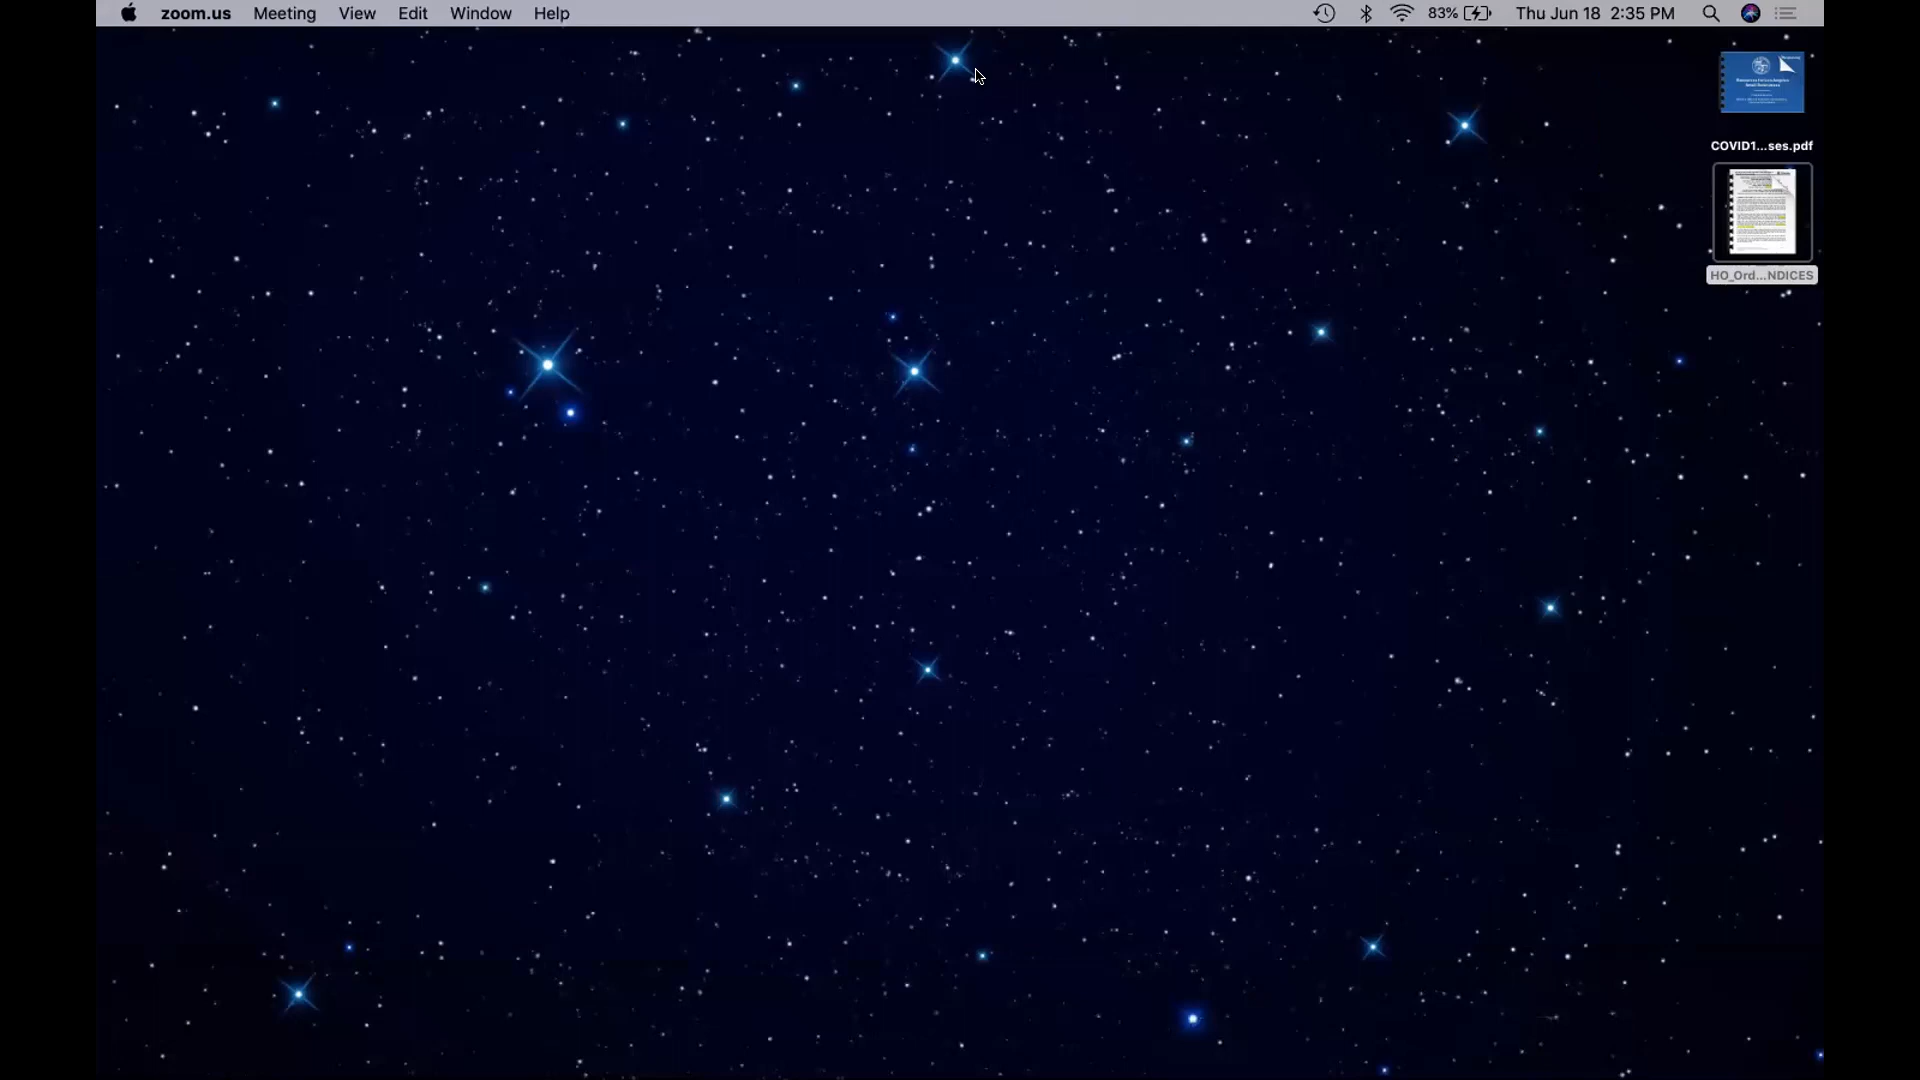 zoom.us Meeting View Edit Window Help 83% Thu Jun 18 2:35 PM
COVID1...ses.pdf
HO_Ord...NDICES